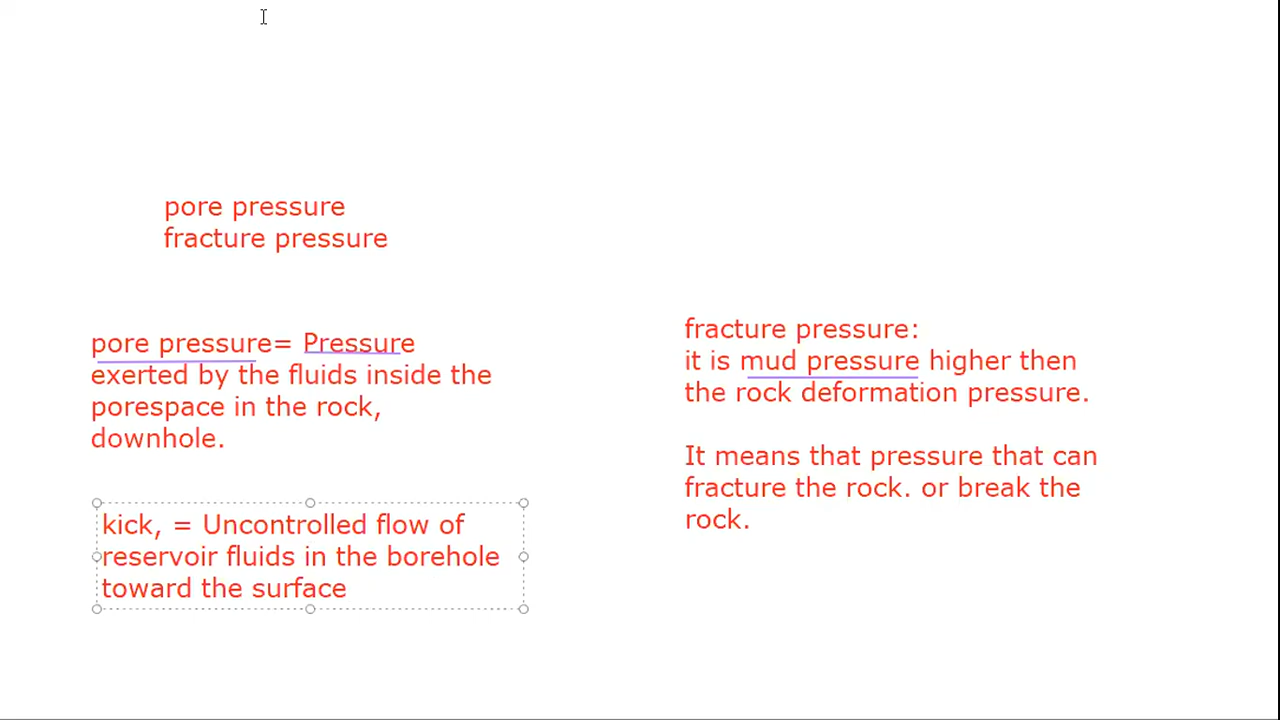 pore pressure
fracture pressure
pore pressure= Pressure
exerted by the fluids inside the
porespace in the rock,
downhole.
kick, = Uncontrolled flow of
reservoir fluids in the borehole
toward the surface
fracture pressure:
it is mud pressure higher then
the rock deformation pressure.
It means that pressure that can
fracture the rock. or break the
rock.